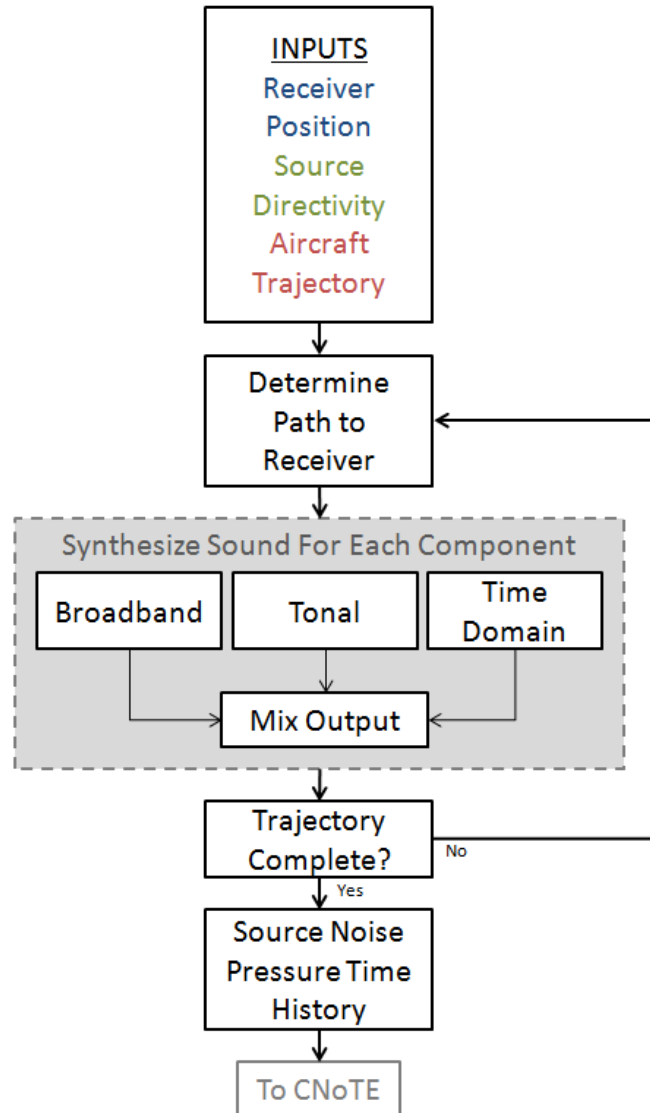 INPUTS
Receiver
Position
Source
Directivity
Aircraft
Trajectory
Determine
Path to
Receiver
Synthesize Sound For Each Component
Broadband
Tonal
Time
Domain
Mix Output
Trajectory
Complete?
No
Yes
Source Noise
Pressure Time
History
To CNoTE